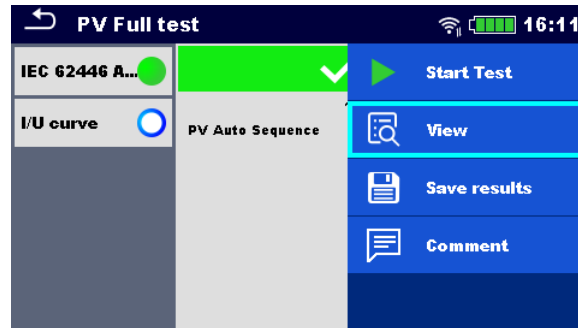 PV Full test
16:11
IEC 62446 A...
I/U curve
PV Auto Sequence
Start Test
View
Save results
Comment